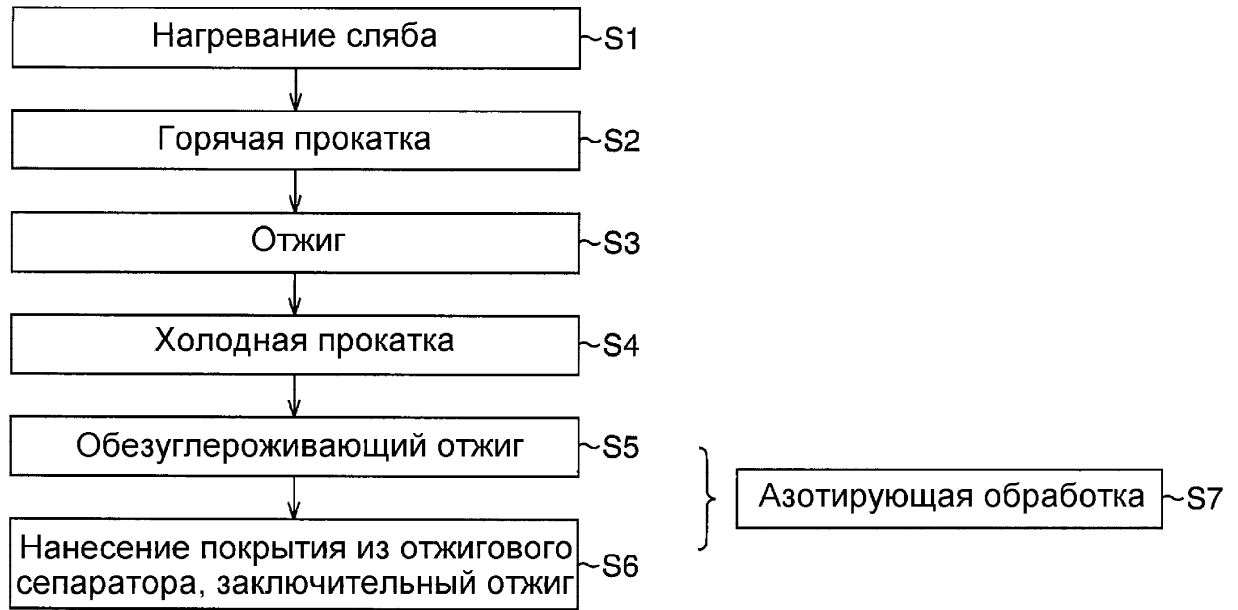 Нагревание сляба ~S1
Горячая прокатка ~S2
Отжиг ~S3
Холодная прокатка ~S4
Обезуглероживающий отжиг ~S5
Азотирующая обработка ~S7
Нанесение покрытия из отжигового
сепаратора, заключительный отжиг ~S6